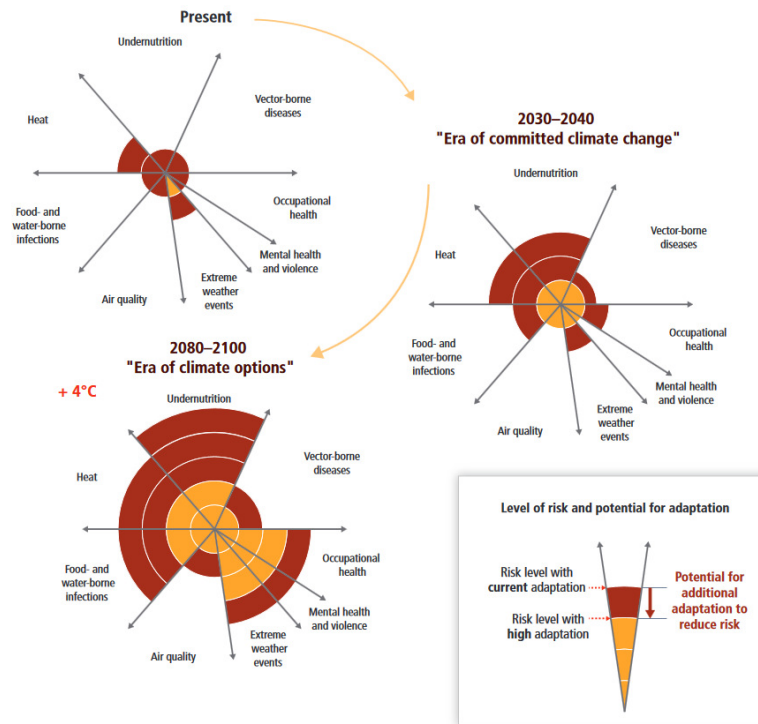 Present
Undernutrition
Vector-borne
diseases
Heat
Occupational
health
Food- and
water-borne
infections
Mental health
and violence
Air quality
Extreme
weather
events
2030–2040
"Era of committed climate change"
Undernutrition
Vector-borne
diseases
Heat
Occupational
health
Food- and
water-borne
infections
Mental health
and violence
Air quality
Extreme
weather
events
2080–2100
"Era of climate options"
+ 4°C
Undernutrition
Vector-borne
diseases
Heat
Occupational
health
Food- and
water-borne
infections
Mental health
and violence
Extreme
weather
events
Air quality
Level of risk and potential for adaptation
Risk level with
current adaptation
Risk level with
high adaptation
Potential for
additional
adaptation to
reduce risk